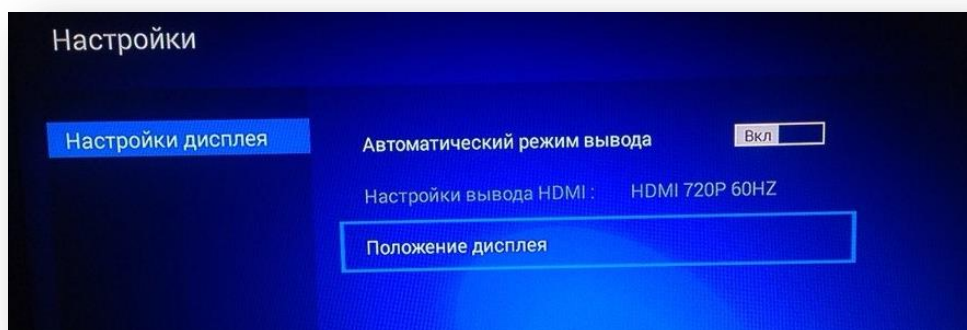 Настройки
Настройки дисплея
Автоматический режим вывода Вкл
Настройки вывода HDMI : HDMI 720P 60HZ
Положение дисплея